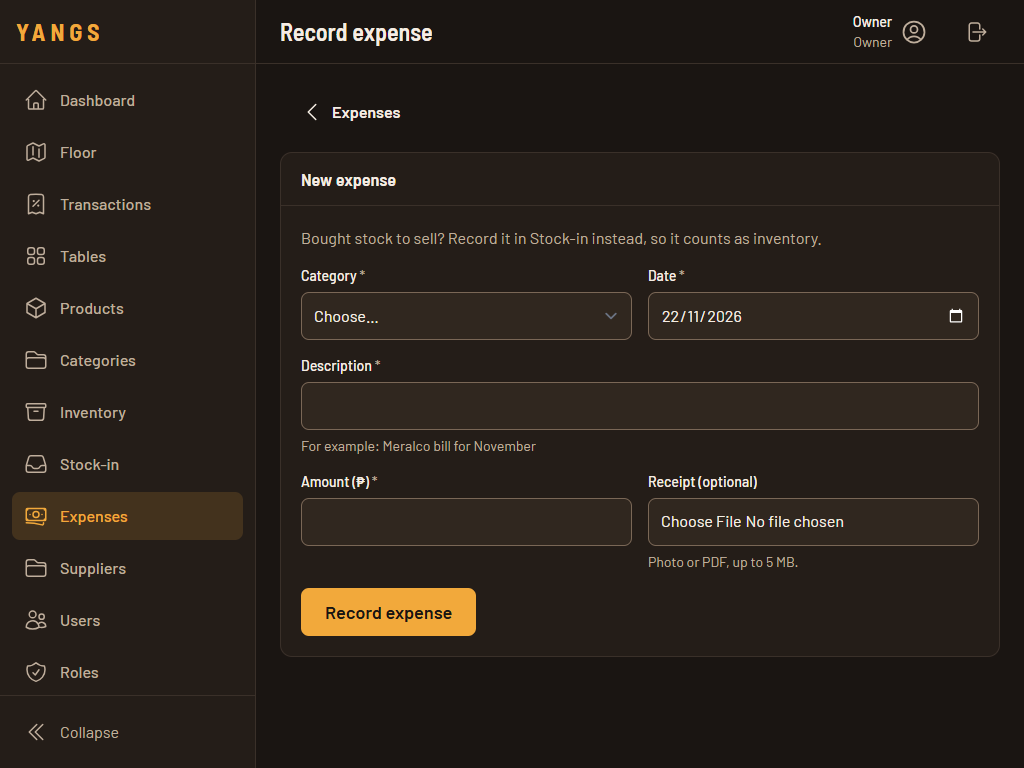 YANGS
Record expense
Owner
Owner
Dashboard
Floor
Transactions
Tables
Products
Categories
Inventory
Stock-in
Expenses
Suppliers
Users
Roles
Collapse
Expenses
New expense
Bought stock to sell? Record it in Stock-in instead, so it counts as inventory.
Category *
Date *
Choose...
22/11/2026
Description *
For example: Meralco bill for November
Amount (₱) *
Receipt (optional)
Choose File No file chosen
Photo or PDF, up to 5 MB.
Record expense